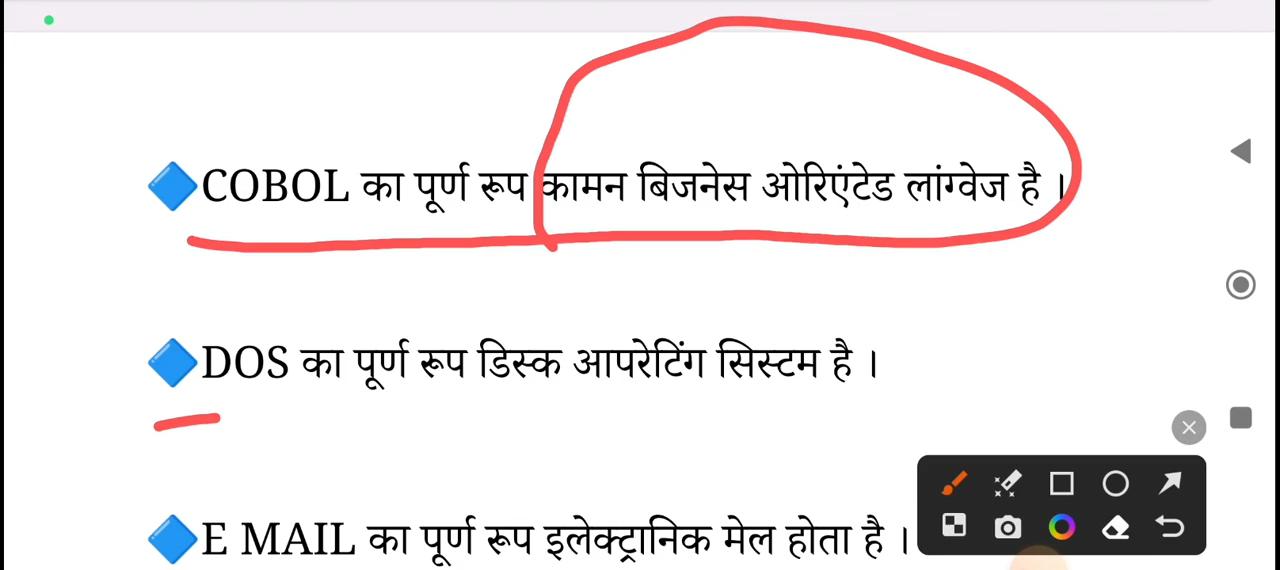 🔷COBOL का पूर्ण रूप कामन बिजनेस ओरिएंटेड लांग्वेज है ।
🔷DOS का पूर्ण रूप डिस्क आपरेटिंग सिस्टम है ।
🔷E MAIL का पूर्ण रूप इलेक्ट्रानिक मेल होता है ।